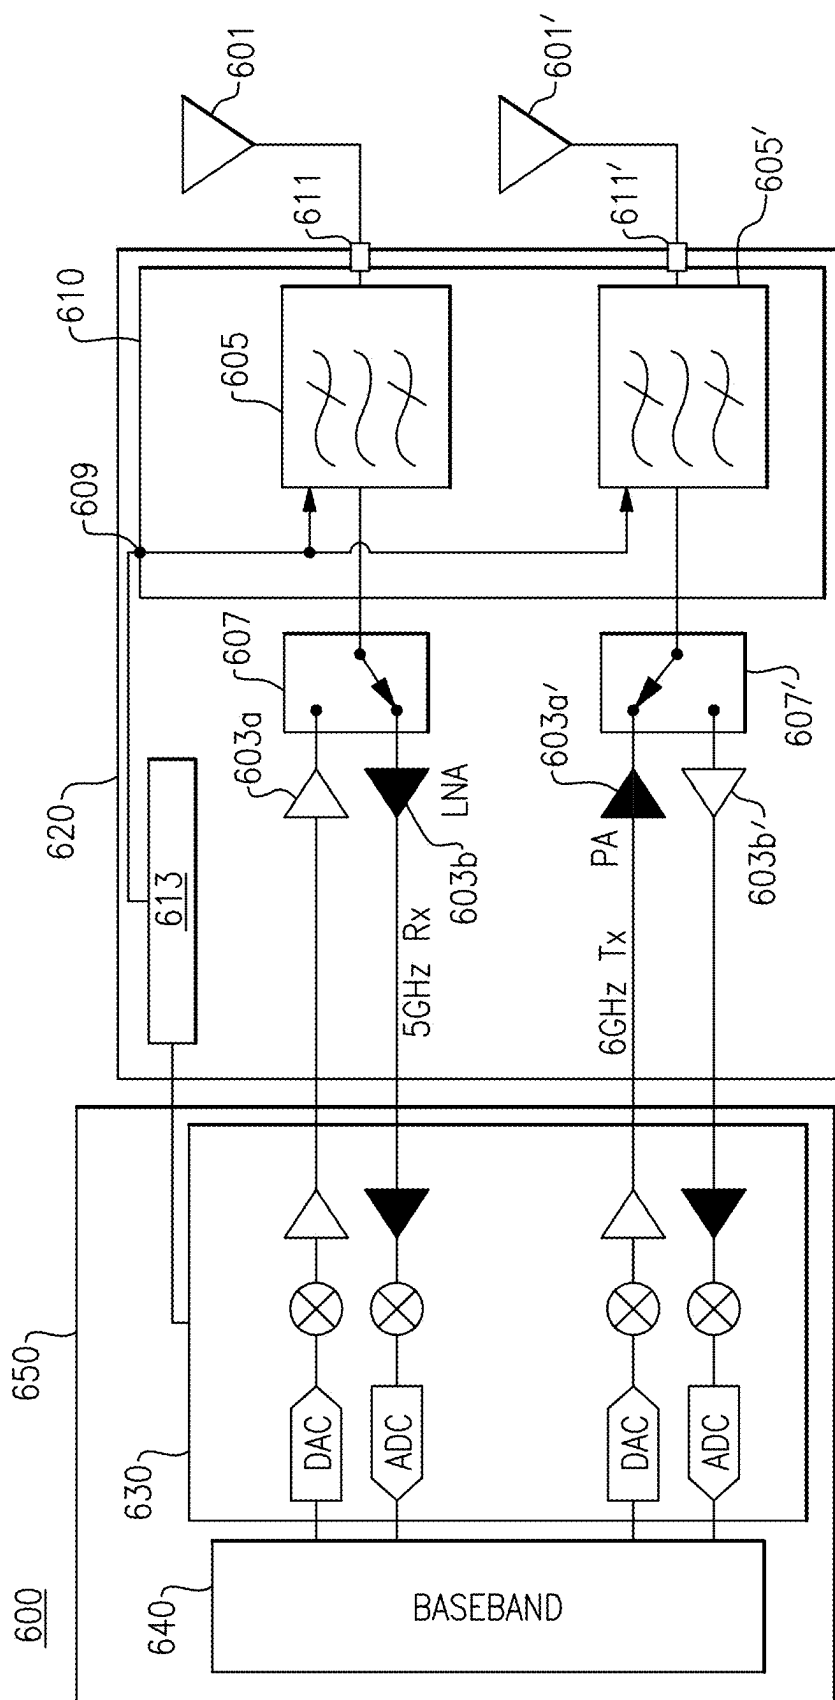 600
650
630
640
BASEBAND
DAC
ADC
DAC
ADC
620
613
5GHz Rx
6GHz Tx
603a
603b
LNA
PA
603a'
603b'
607
607'
609
610
605
605'
611
611'
601
601'